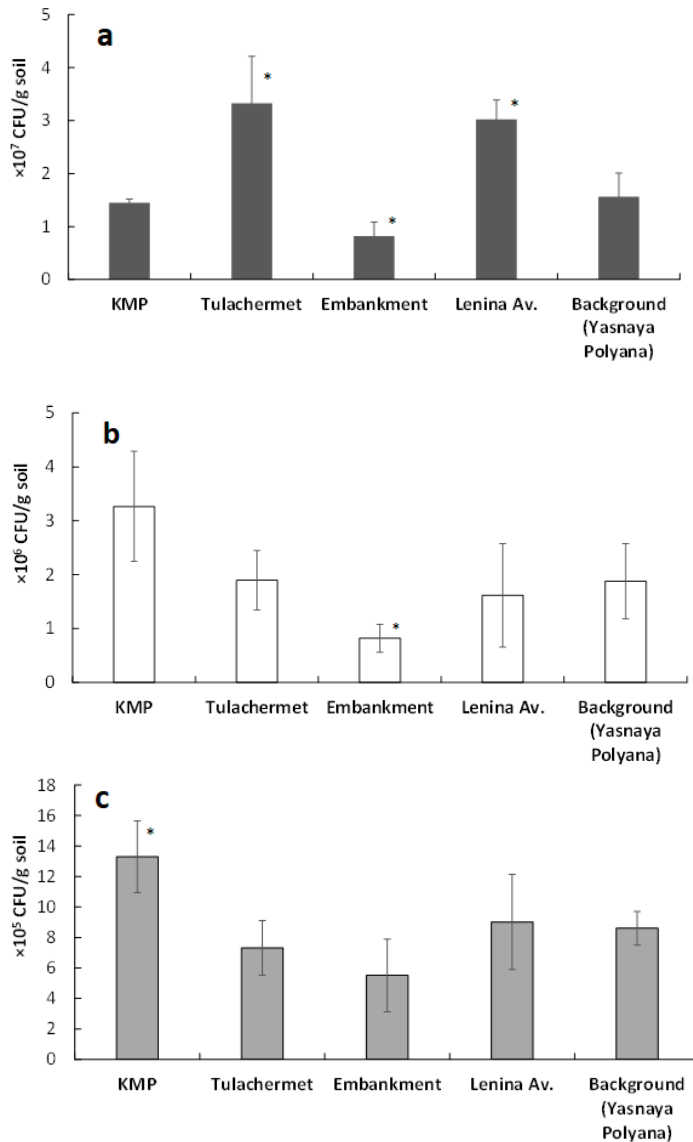 a
×10⁷ CFU/g soil
5
4
3
2
1
0
*
*
*
KMP
Tulachermet
Embankment
Lenina Av.
Background
(Yasnaya
Polyana)
b
×10⁶ CFU/g soil
5
4
3
2
1
0
*
KMP
Tulachermet
Embankment
Lenina Av.
Background
(Yasnaya
Polyana)
c
×10⁵ CFU/g soil
18
16
14
12
10
8
6
4
2
0
*
KMP
Tulachermet
Embankment
Lenina Av.
Background
(Yasnaya
Polyana)